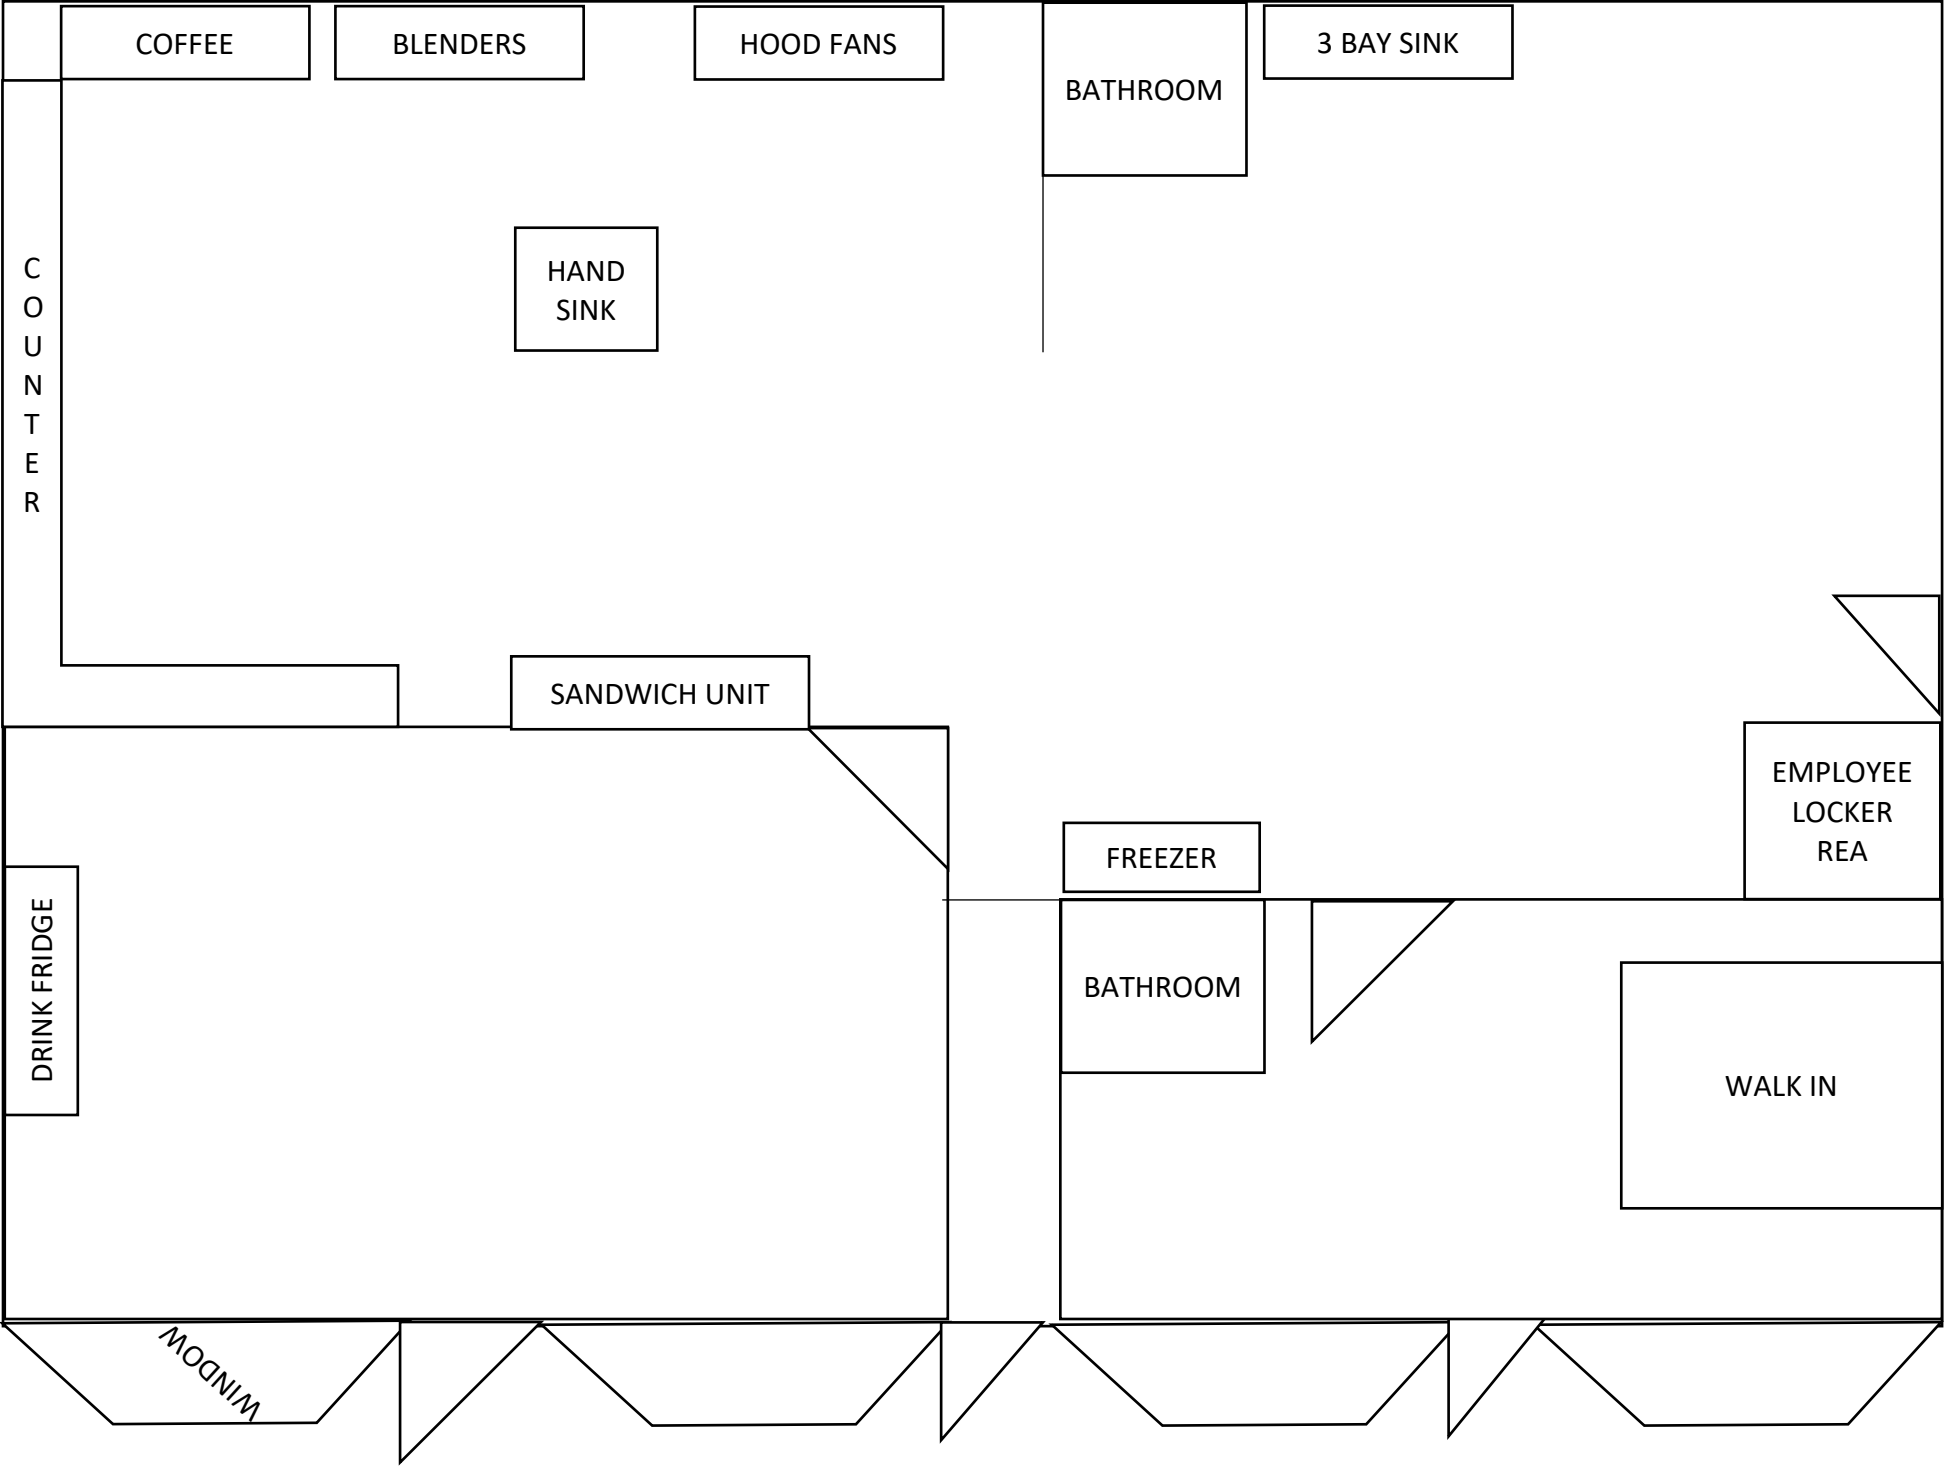 COFFEE
BLENDERS
HOOD FANS
BATHROOM
3 BAY SINK
COUNTER
HAND
SINK
SANDWICH UNIT
EMPLOYEE
LOCKER
REA
FREEZER
DRINK FRIDGE
BATHROOM
WALK IN
WINDOW